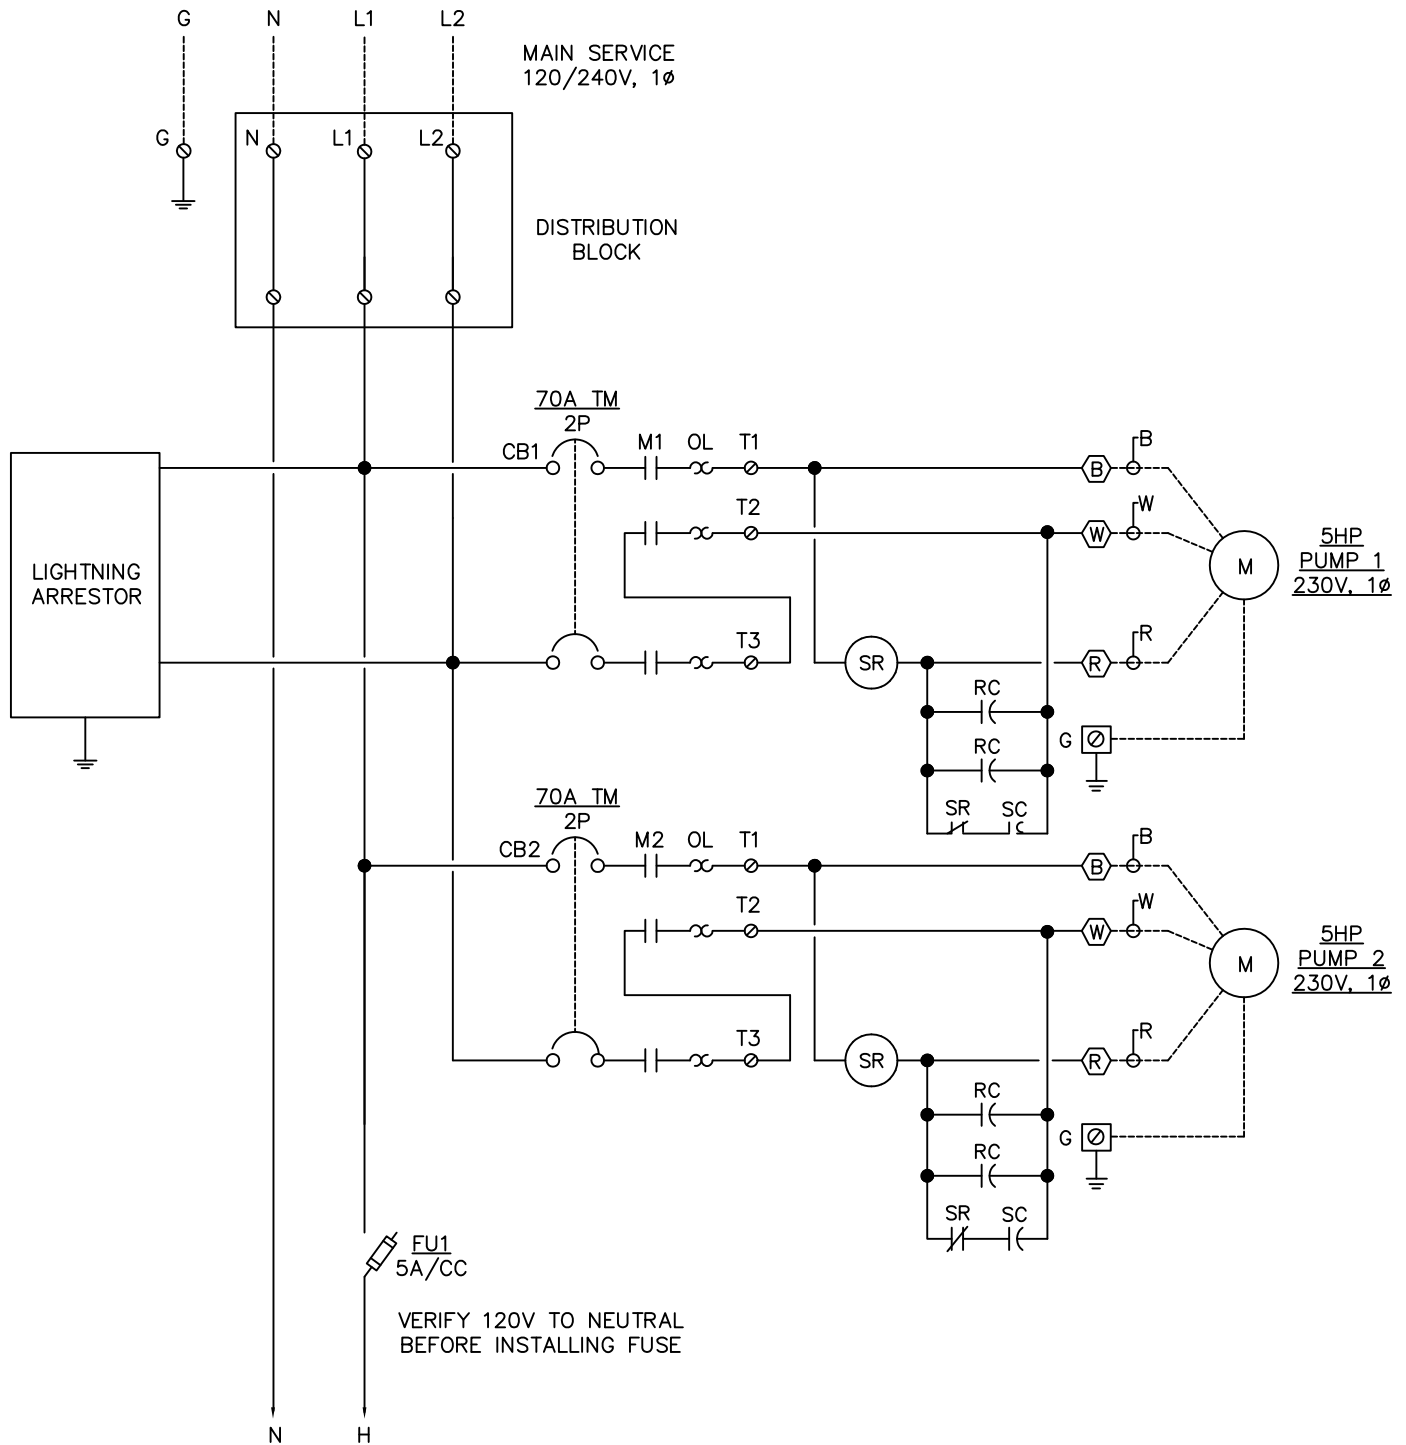 G N L1 L2
MAIN SERVICE
120/240V, 1ø
G N L1 L2
DISTRIBUTION
BLOCK
70A TM
2P
CB1 M1 OL T1 B
B
T2 W
W
LIGHTNING
ARRESTOR
M
5HP
PUMP 1
230V, 1ø
T3 R
SR R
RC
G
RC
SR SC
70A TM
2P
CB2 M2 OL T1 B
B
T2 W
W
M
5HP
PUMP 2
230V, 1ø
T3 R
SR R
RC
G
RC
SR SC
FU1
5A/CC
VERIFY 120V TO NEUTRAL
BEFORE INSTALLING FUSE
N H